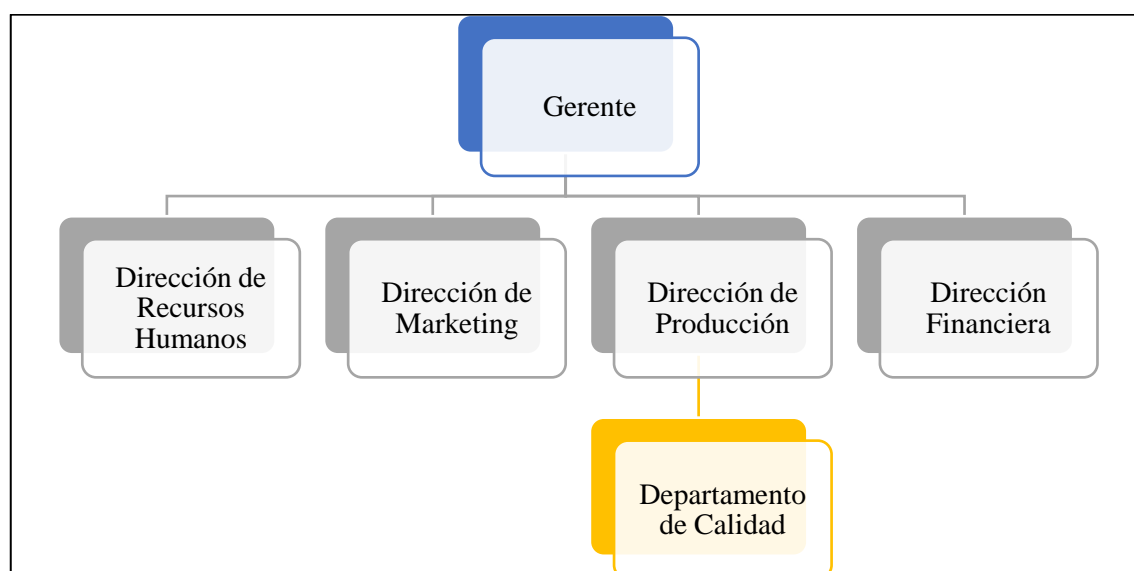 Gerente
Dirección de
Recursos
Humanos
Dirección de
Marketing
Dirección de
Producción
Dirección
Financiera
Departamento
de Calidad